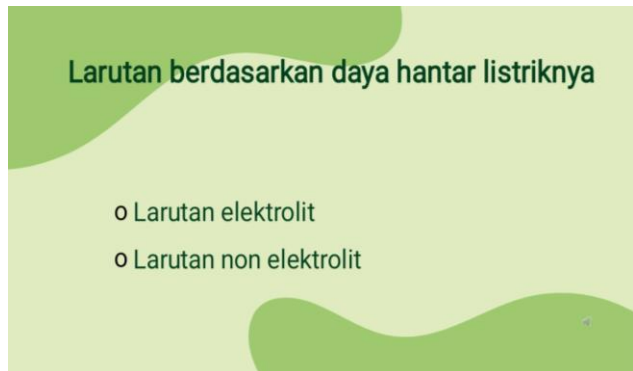 Larutan berdasarkan daya hantar listriknya
o Larutan elektrolit
o Larutan non elektrolit